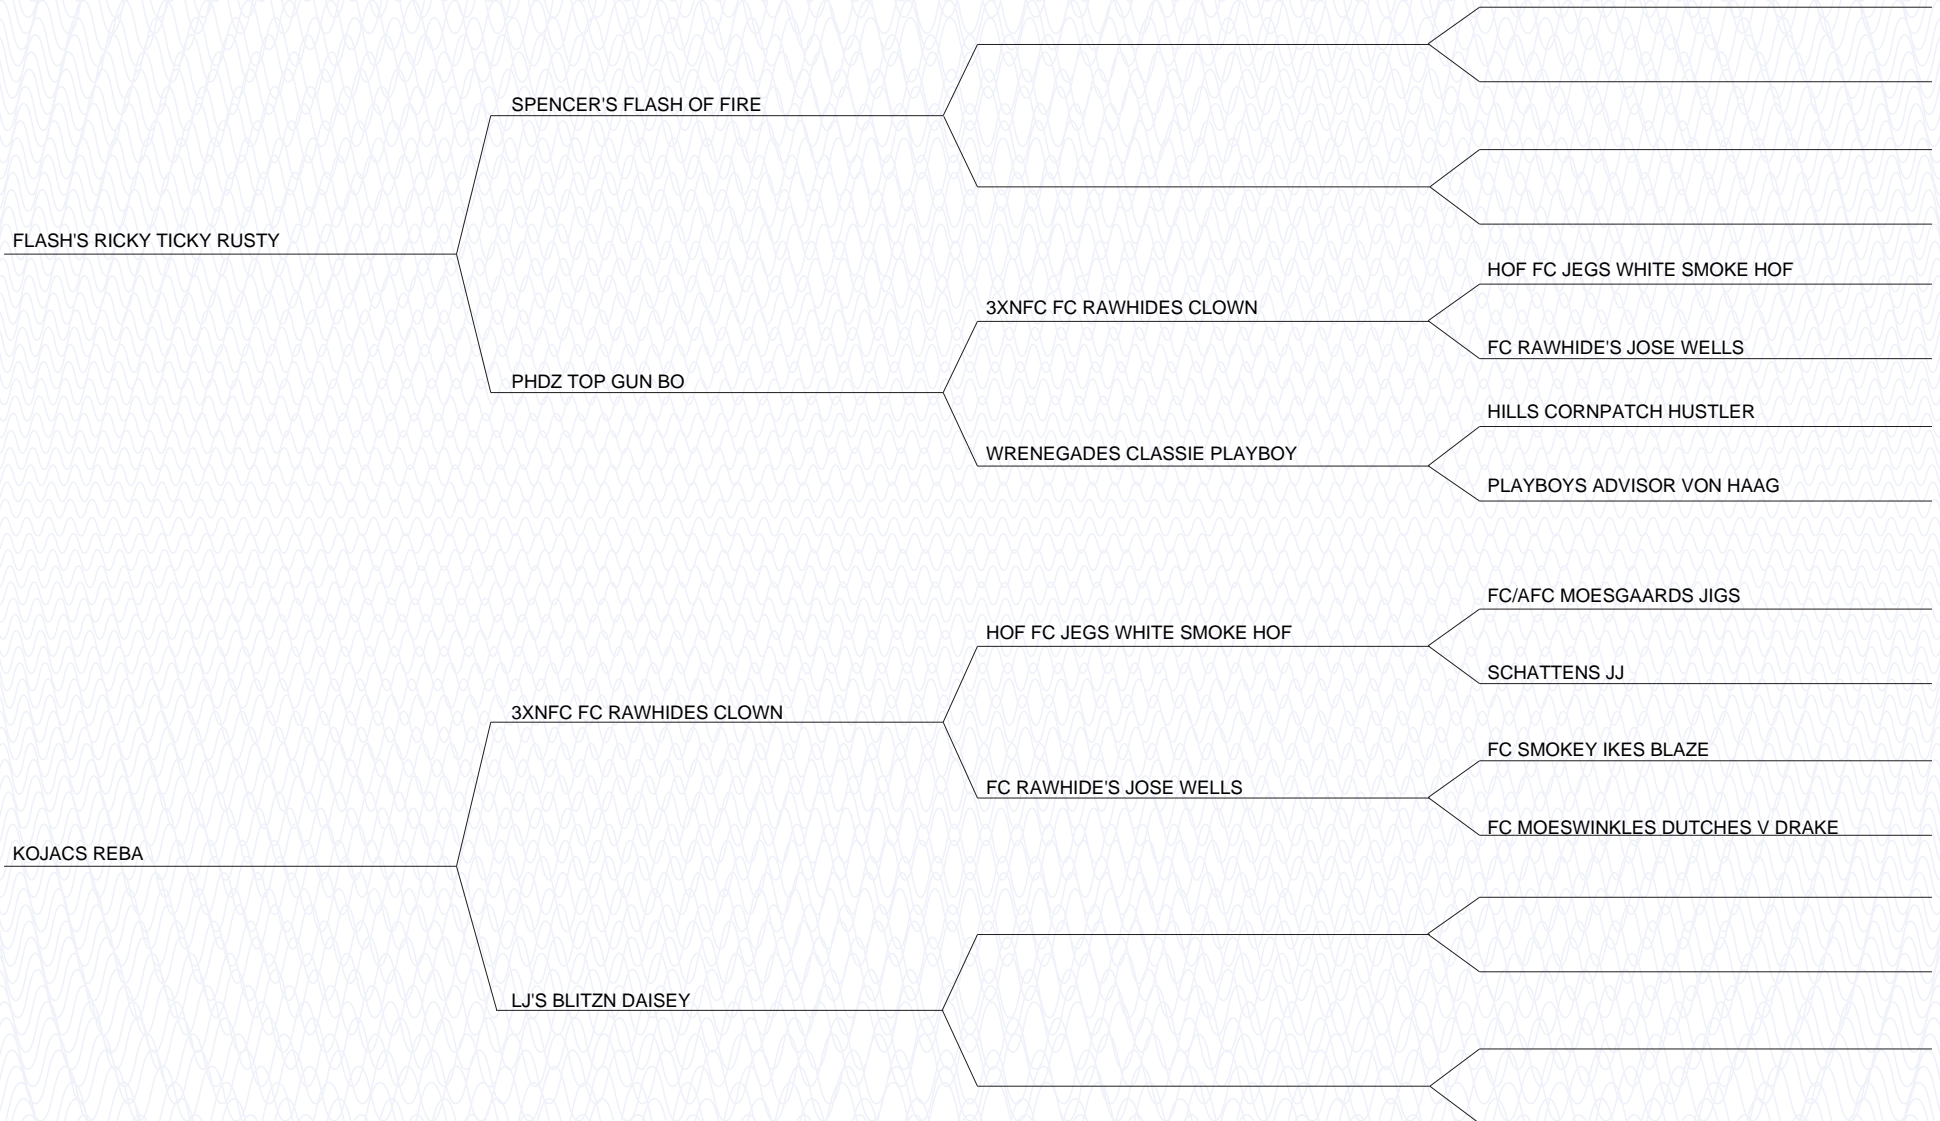 SPENCER'S FLASH OF FIRE
FLASH'S RICKY TICKY RUSTY
HOF FC JEGS WHITE SMOKE HOF
3XNFC FC RAWHIDES CLOWN
FC RAWHIDE'S JOSE WELLS
PHDZ TOP GUN BO
HILLS CORNPATCH HUSTLER
WRENEGADES CLASSIE PLAYBOY
PLAYBOYS ADVISOR VON HAAG
FC/AFC MOESGAARDS JIGS
HOF FC JEGS WHITE SMOKE HOF
SCHATTENS JJ
3XNFC FC RAWHIDES CLOWN
FC SMOKEY IKES BLAZE
FC RAWHIDE'S JOSE WELLS
FC MOESWINKLES DUTCHES V DRAKE
KOJACS REBA
LJ'S BLITZN DAISEY